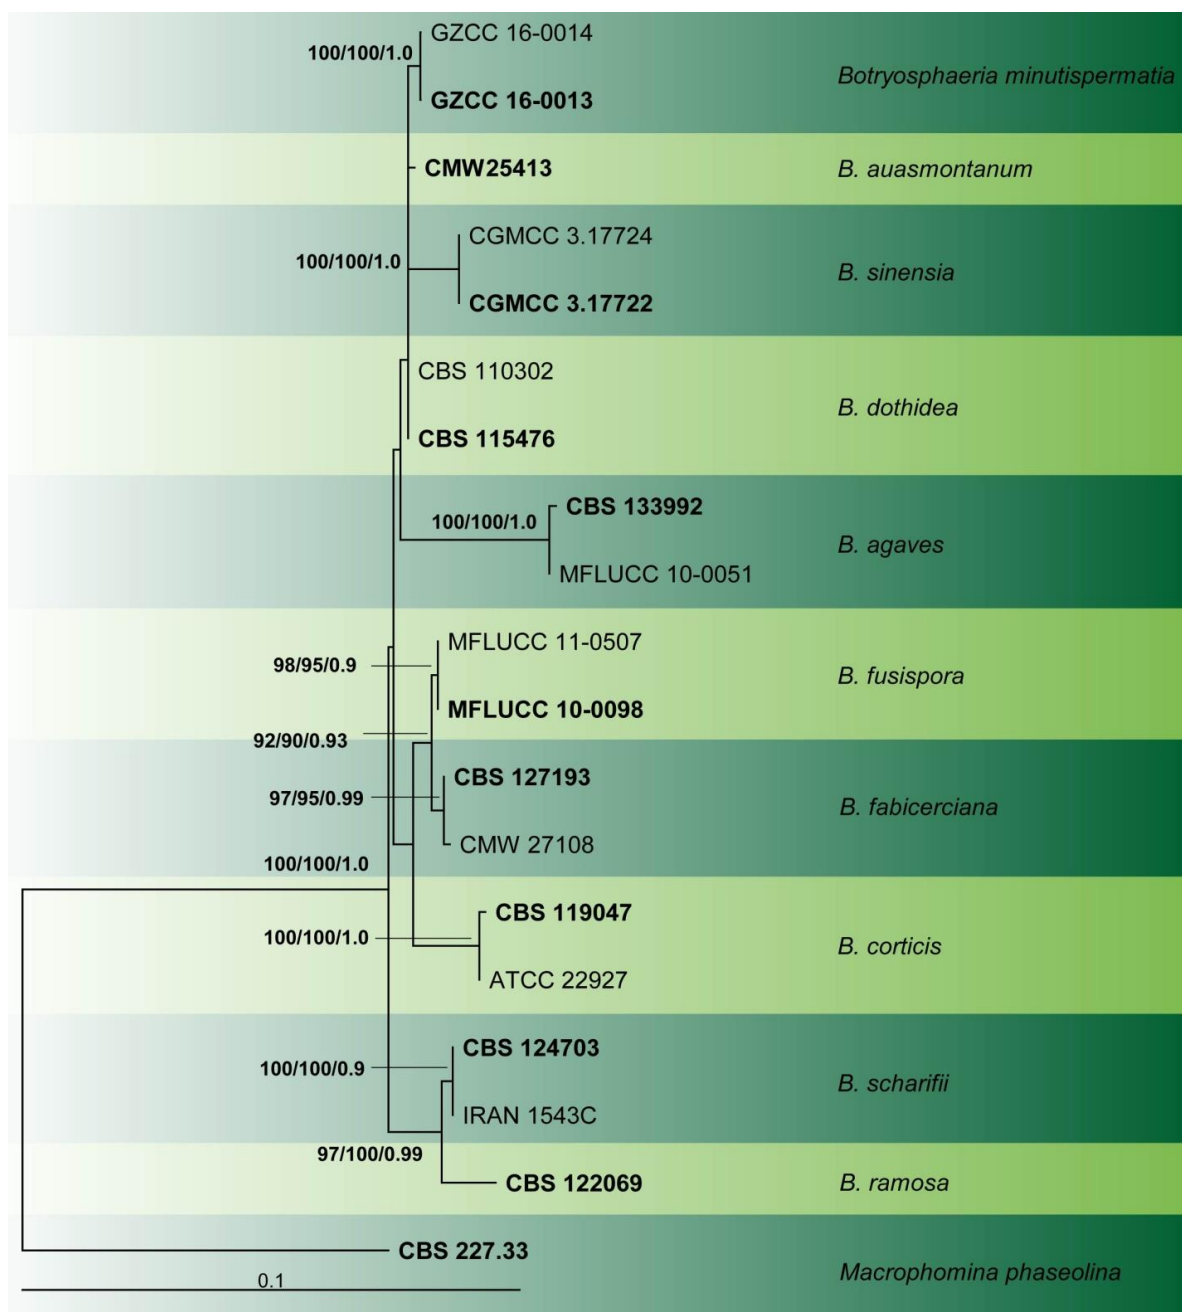 GZCC 16-0014
100/100/1.0
Botryosphaeria minutispermatia
GZCC 16-0013
CMW25413
B. auasmontanum
CGMCC 3.17724
100/100/1.0
B. sinensia
CGMCC 3.17722
CBS 110302
B. dothidea
CBS 115476
CBS 133992
100/100/1.0
B. agaves
MFLUCC 10-0051
MFLUCC 11-0507
98/95/0.9
B. fusispora
MFLUCC 10-0098
92/90/0.93
CBS 127193
97/95/0.99
B. fabicerciana
CMW 27108
100/100/1.0
CBS 119047
100/100/1.0
B. corticis
ATCC 22927
CBS 124703
100/100/0.9
B. scharifii
IRAN 1543C
97/100/0.99
CBS 122069
B. ramosa
CBS 227.33
Macrophomina phaseolina
0.1